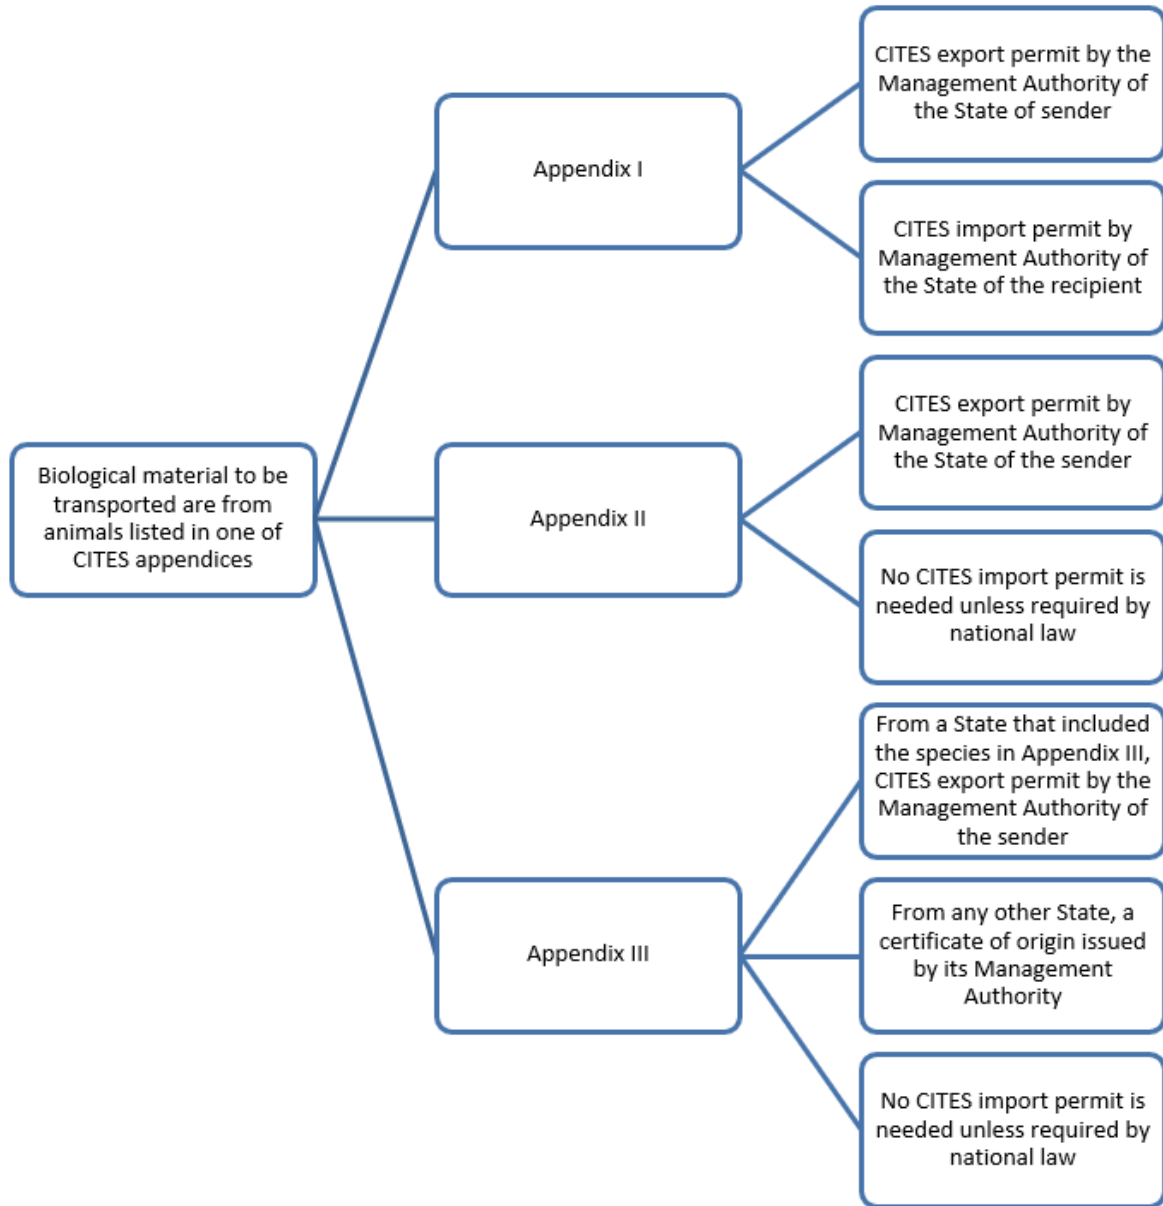 Biological material to be
transported are from
animals listed in one of
CITES appendices
Appendix I
CITES export permit by the
Management Authority of
the State of sender
CITES import permit by
Management Authority of
the State of the recipient
Appendix II
CITES export permit by
Management Authority of
the State of the sender
No CITES import permit is
needed unless required by
national law
Appendix III
From a State that included
the species in Appendix III,
CITES export permit by the
Management Authority of
the sender
From any other State, a
certificate of origin issued
by its Management
Authority
No CITES import permit is
needed unless required by
national law